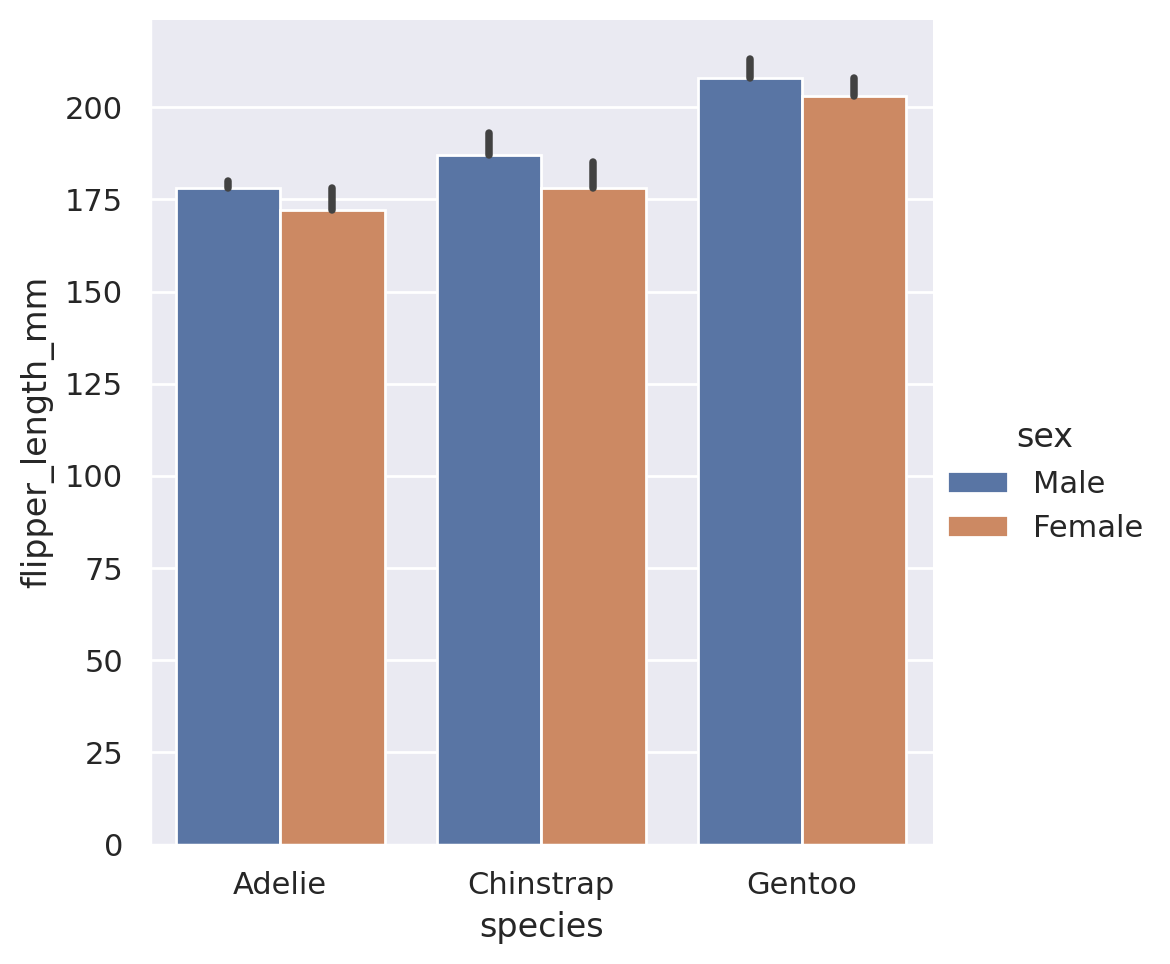 flipper_length_mm
200
175
150
125
100
75
50
25
0
Adelie
Chinstrap
Gentoo
species
sex
Male
Female